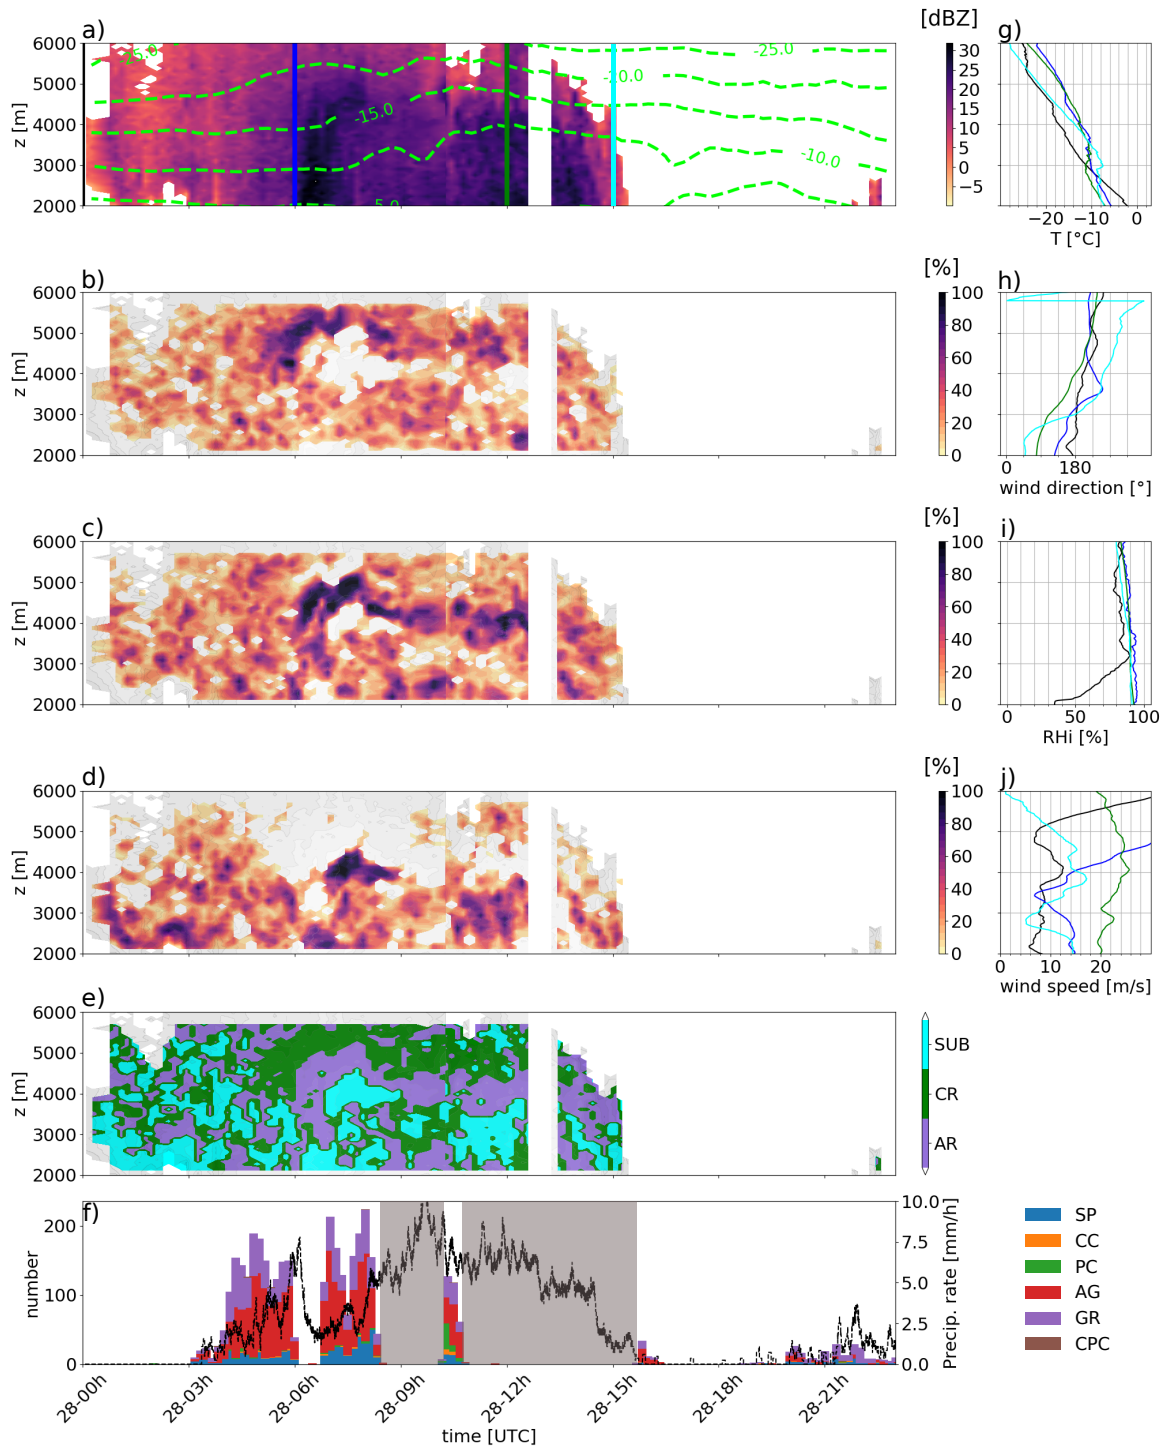 a)
6000
5000
4000
3000
2000
z [m]
-25.0
-15.0
-25.0
-20.0
-10.0
[dBZ]
30
25
20
15
10
5
0
−5
g)
−20
−10
0
T [°C]
b)
6000
5000
4000
3000
2000
z [m]
[%]
100
80
60
40
20
0
h)
0
180
wind direction [°]
c)
6000
5000
4000
3000
2000
z [m]
[%]
100
80
60
40
20
0
i)
0
50
100
RHi [%]
d)
6000
5000
4000
3000
2000
z [m]
[%]
100
80
60
40
20
0
j)
0
10
20
wind speed [m/s]
e)
6000
5000
4000
3000
2000
z [m]
SUB
CR
AR
f)
200
100
0
number
10.0
7.5
5.0
2.5
0.0
Precip. rate [mm/h]
28-00h
28-03h
28-06h
28-09h
28-12h
28-15h
28-18h
28-21h
time [UTC]
SP
CC
PC
AG
GR
CPC